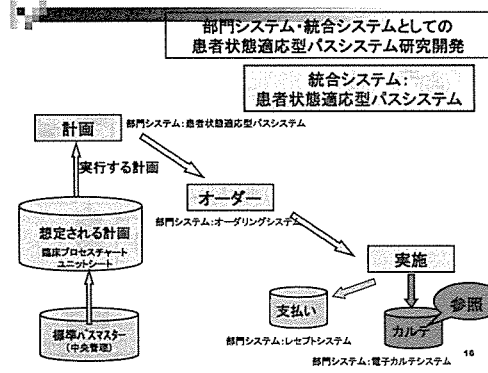 部門システム・統合システムとしての
患者状態適応型パスシステム研究開発
統合システム:
患者状態適応型パスシステム
計画
部門システム:患者状態適応型パスシステム
実行する計画
オーダー
部門システム:オーダリングシステム
想定される計画
臨床プロセスチャート
ユニットシート
実施
支払い
参照
カルテ
標準パスマスター
(中央管理)
部門システム:レセプトシステム
部門システム:電子カルテシステム
16